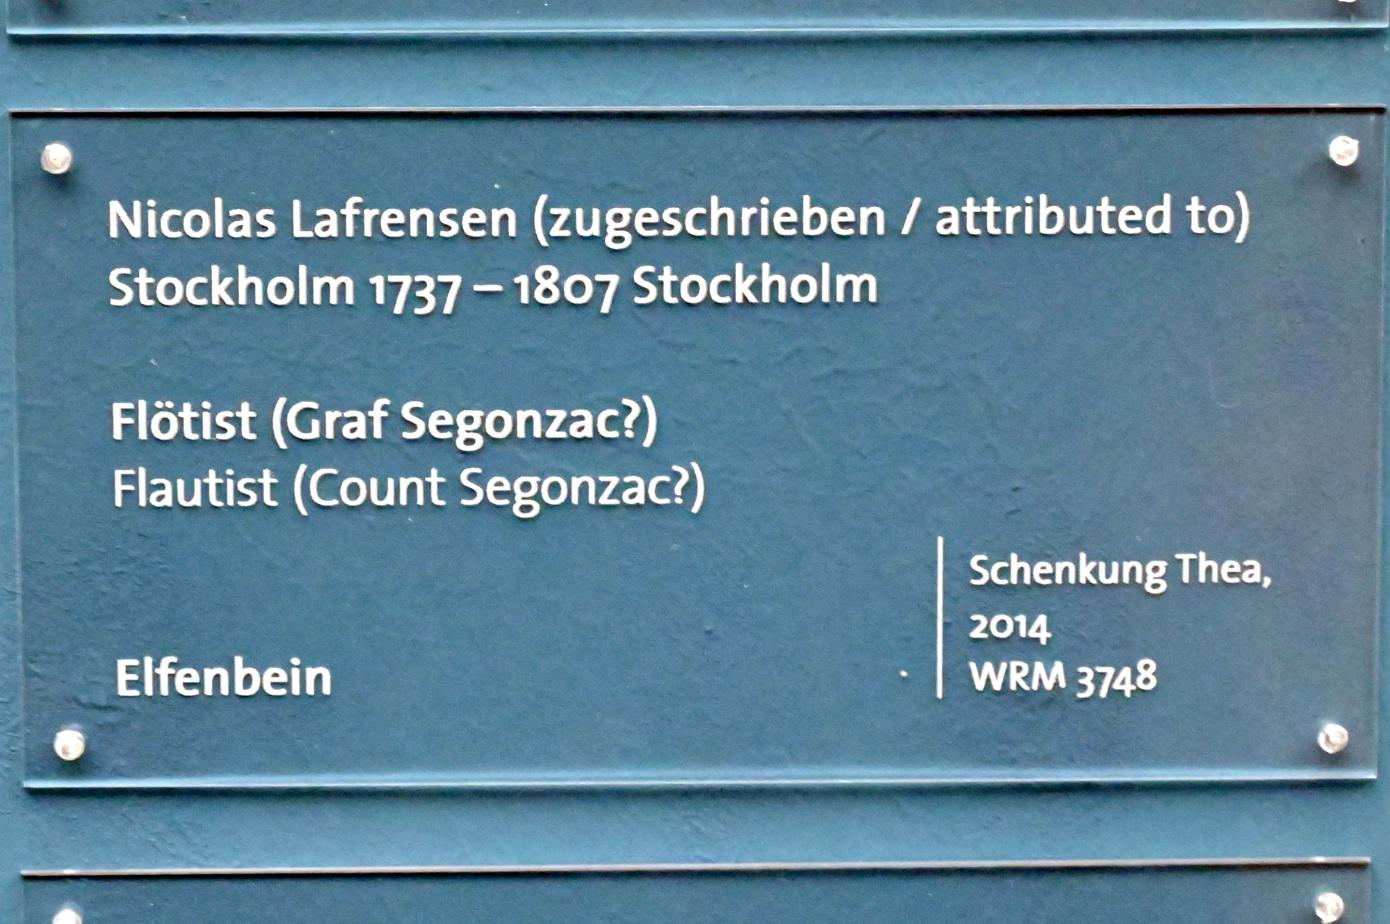 Nicolas Lafrensen (zugeschrieben / attributed to)
Stockholm 1737 – 1807 Stockholm
Flötist (Graf Segonzac?)
Flautist (Count Segonzac?)
Elfenbein
Schenkung Thea,
2014
WRM 3748